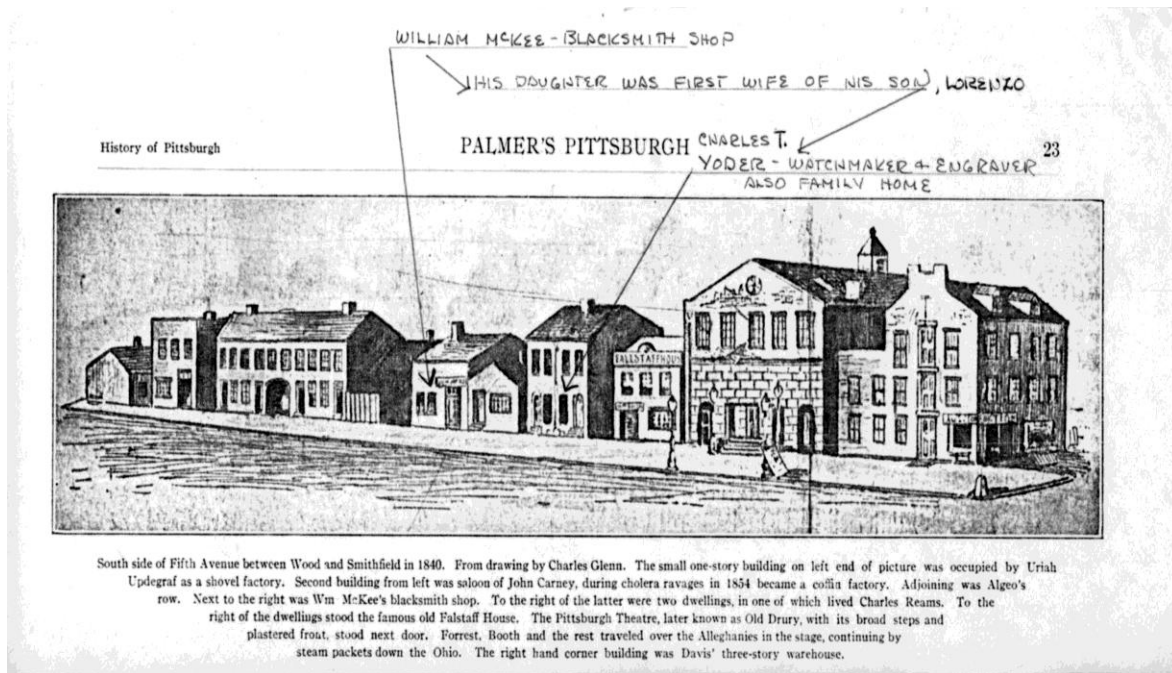 WILLIAM McKEE - BLACKSMITH SHOP
HIS DAUGHTER WAS FIRST WIFE OF HIS SON, LORENZO
History of Pittsburgh
PALMER'S PITTSBURGH
CHARLES T.
23
YODER - WATCHMAKER & ENGRAVER
ALSO FAMILY HOME
FALLSTAFF HOUS
South side of Fifth Avenue between Wood and Smithfield in 1840. From drawing by Charles Glenn. The small one-story building on left end of picture was occupied by Uriah
Updegraf as a shovel factory. Second building from left was saloon of John Carney, during cholera ravages in 1854 became a coffin factory. Adjoining was Algeo's
row. Next to the right was Wm McKee's blacksmith shop. To the right of the latter were two dwellings, in one of which lived Charles Reams. To the
right of the dwellings stood the famous old Falstaff House. The Pittsburgh Theatre, later known as Old Drury, with its broad steps and
plastered front, stood next door. Forrest, Booth and the rest traveled over the Alleghanies in the stage, continuing by
steam packets down the Ohio. The right hand corner building was Davis' three-story warehouse.